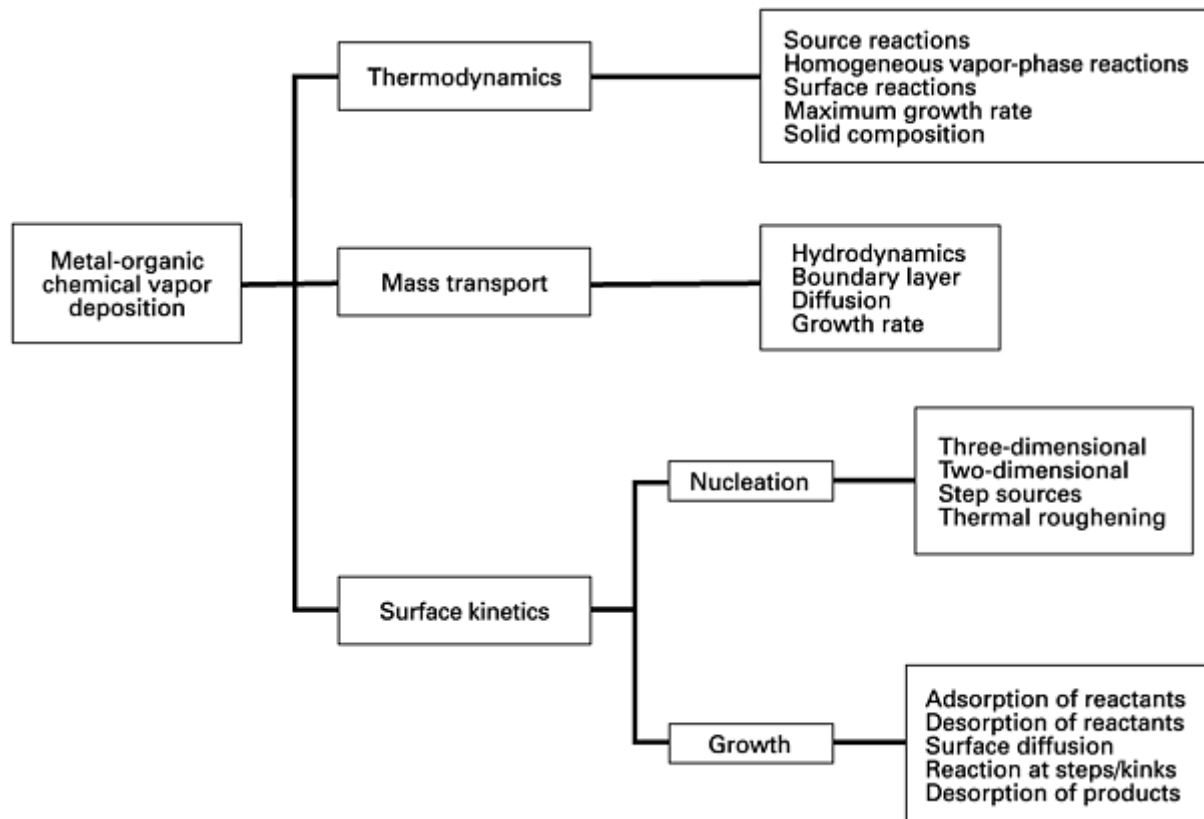 Thermodynamics
Source reactions
Homogeneous vapor-phase reactions
Surface reactions
Maximum growth rate
Solid composition
Metal-organic
chemical vapor
deposition
Mass transport
Hydrodynamics
Boundary layer
Diffusion
Growth rate
Surface kinetics
Nucleation
Three-dimensional
Two-dimensional
Step sources
Thermal roughening
Growth
Adsorption of reactants
Desorption of reactants
Surface diffusion
Reaction at steps/kinks
Desorption of products